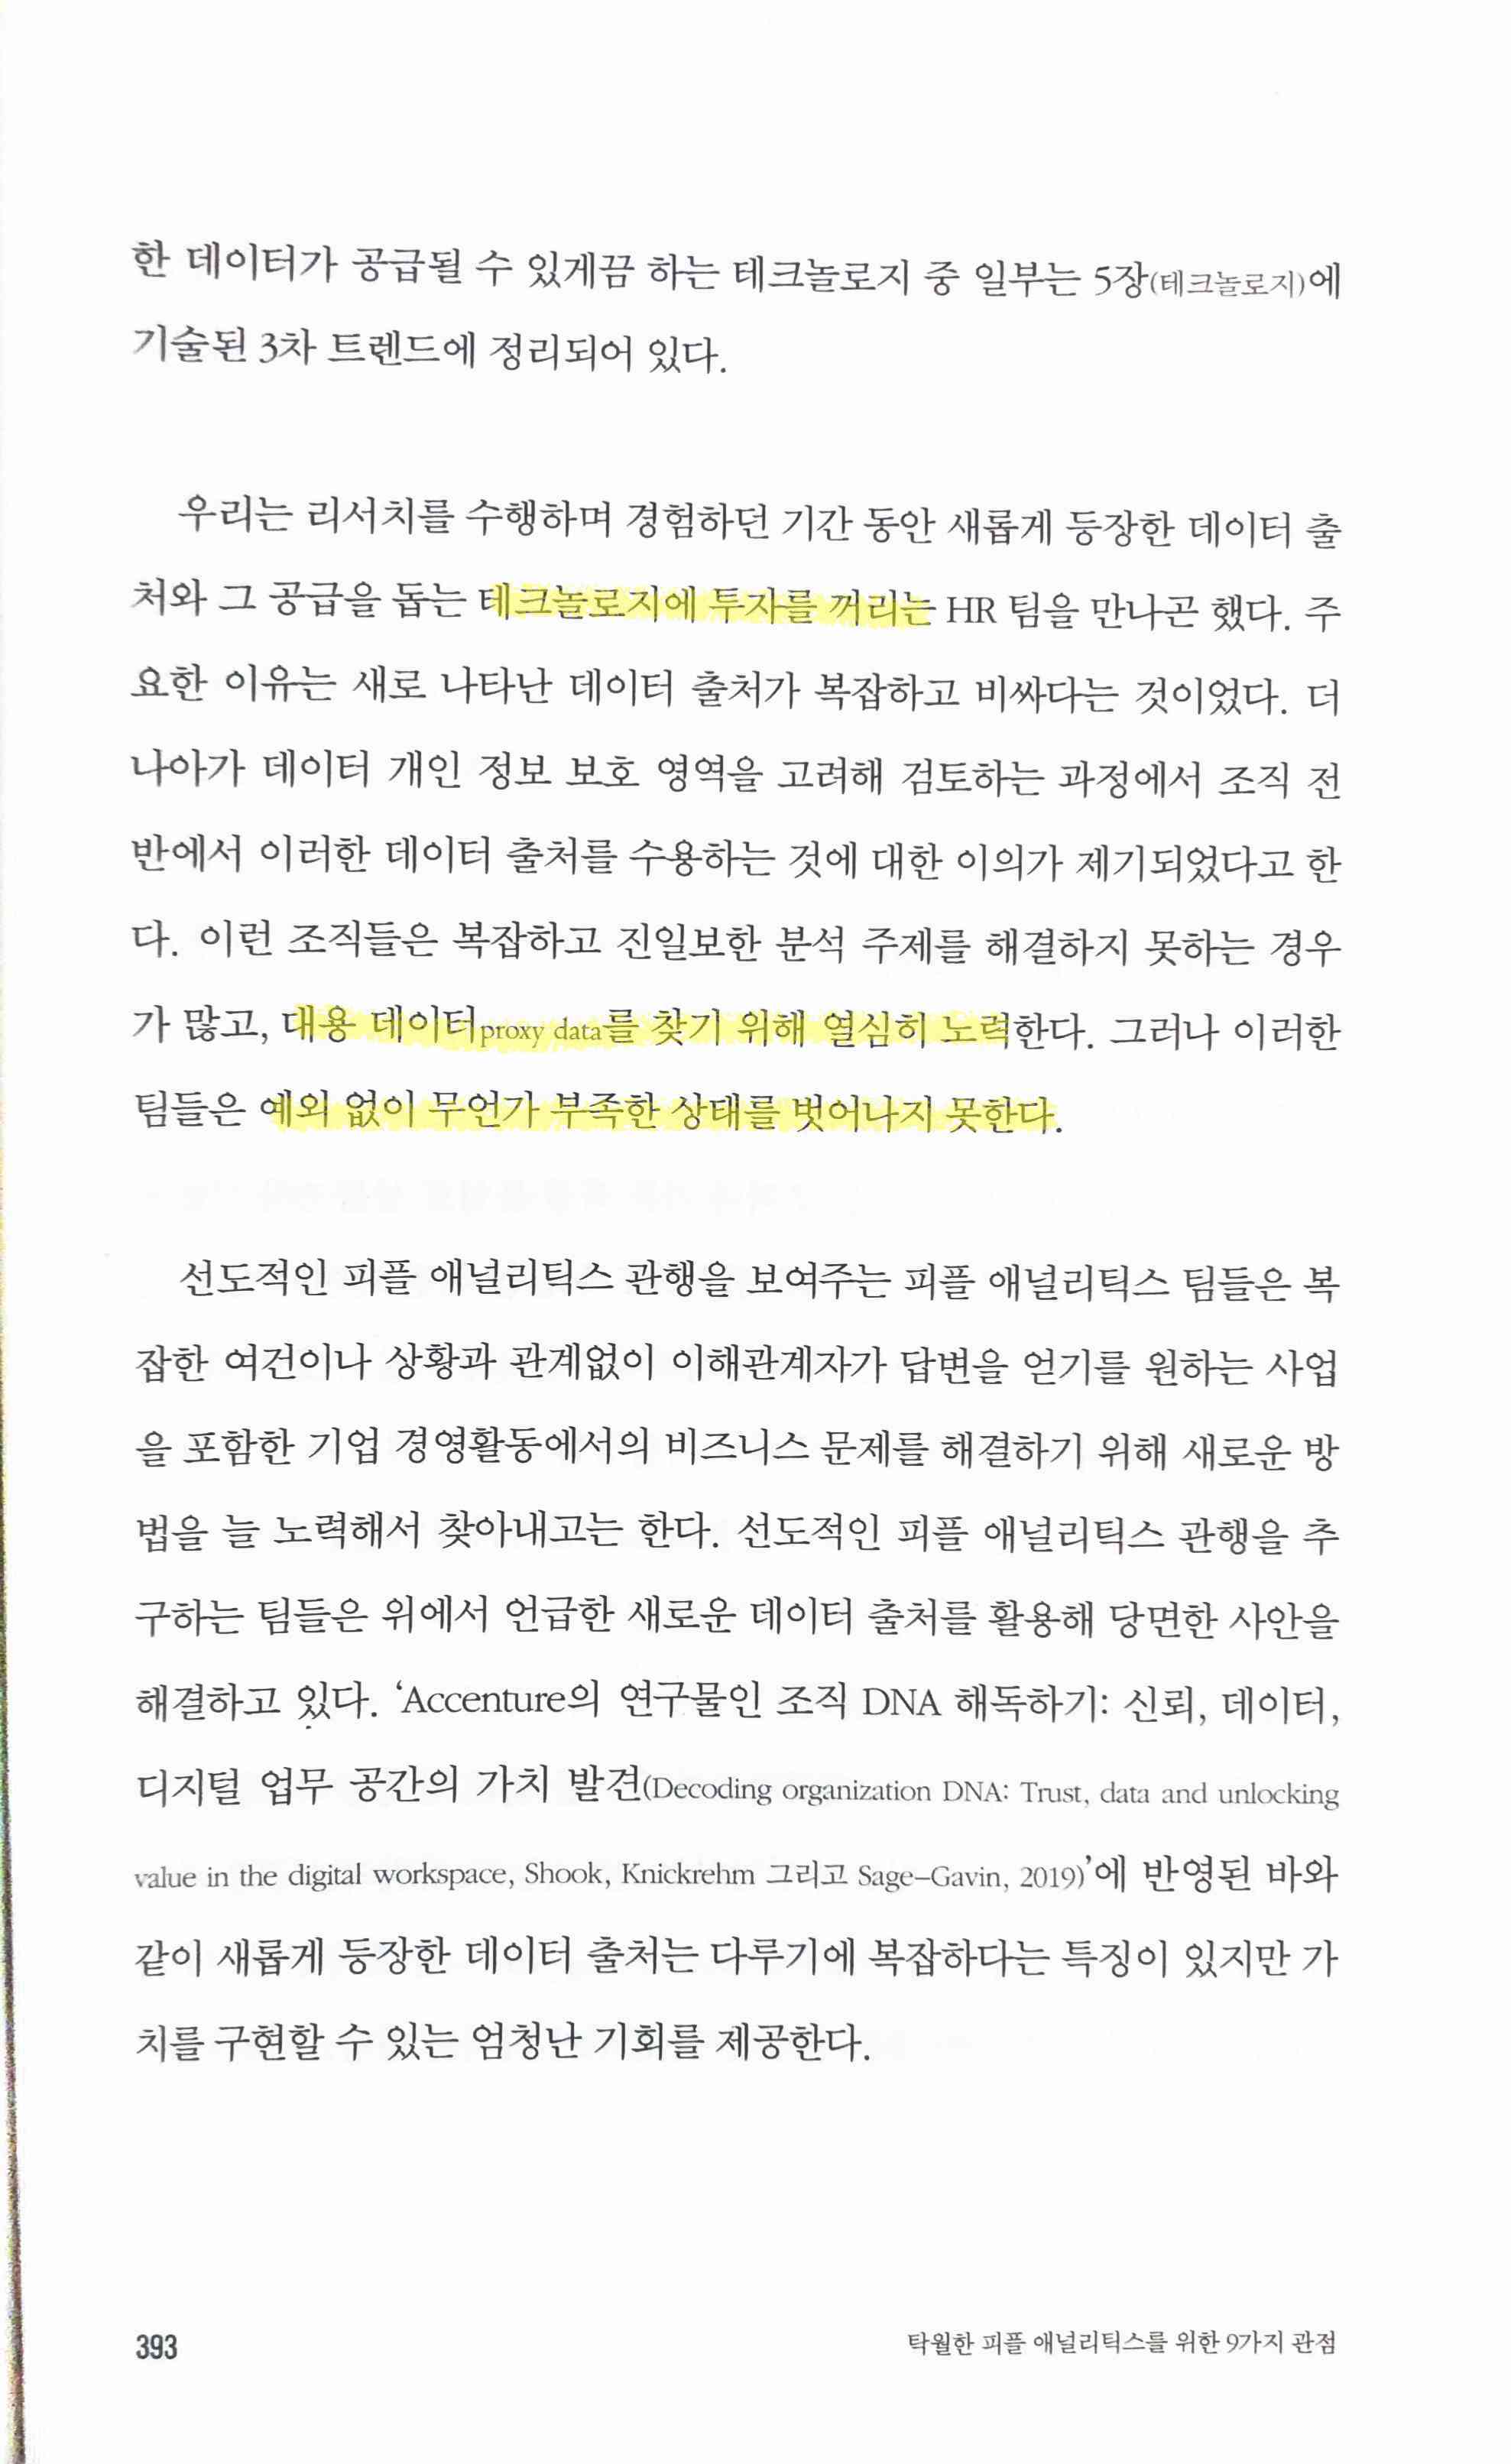 한 데이터가 공급될 수 있게끔 하는 테크놀로지 중 일부는 5장(테크놀로지)에
기술된 3차 트렌드에 정리되어 있다.
우리는 리서치를 수행하며 경험하던 기간 동안 새롭게 등장한 데이터 출
처와 그 공급을 돕는 테크놀로지에 투자를 꺼리는 HR 팀을 만나곤 했다. 주
요한 이유는 새로 나타난 데이터 출처가 복잡하고 비싸다는 것이었다. 더
나아가 데이터 개인 정보 보호 영역을 고려해 검토하는 과정에서 조직 전
반에서 이러한 데이터 출처를 수용하는 것에 대한 이의가 제기되었다고 한
다. 이런 조직들은 복잡하고 진일보한 분석 주제를 해결하지 못하는 경우
가 많고, 대용 데이터proxy data를 찾기 위해 열심히 노력한다. 그러나 이러한
팀들은 예외 없이 무언가 부족한 상태를 벗어나지 못한다.
선도적인 피플 애널리틱스 관행을 보여주는 피플 애널리틱스 팀들은 복
잡한 여건이나 상황과 관계없이 이해관계자가 답변을 얻기를 원하는 사업
을 포함한 기업 경영활동에서의 비즈니스 문제를 해결하기 위해 새로운 방
법을 늘 노력해서 찾아내고는 한다. 선도적인 피플 애널리틱스 관행을 추
구하는 팀들은 위에서 언급한 새로운 데이터 출처를 활용해 당면한 사안을
해결하고 있다. ‘Accenture의 연구물인 조직 DNA 해독하기: 신뢰, 데이터,
디지털 업무 공간의 가치 발견(Decoding organization DNA: Trust, data and unlocking
value in the digital workspace, Shook, Knickrehm 그리고 Sage–Gavin, 2019)’에 반영된 바와
같이 새롭게 등장한 데이터 출처는 다루기에 복잡하다는 특징이 있지만 가
치를 구현할 수 있는 엄청난 기회를 제공한다.
393
탁월한 피플 애널리틱스를 위한 9가지 관점